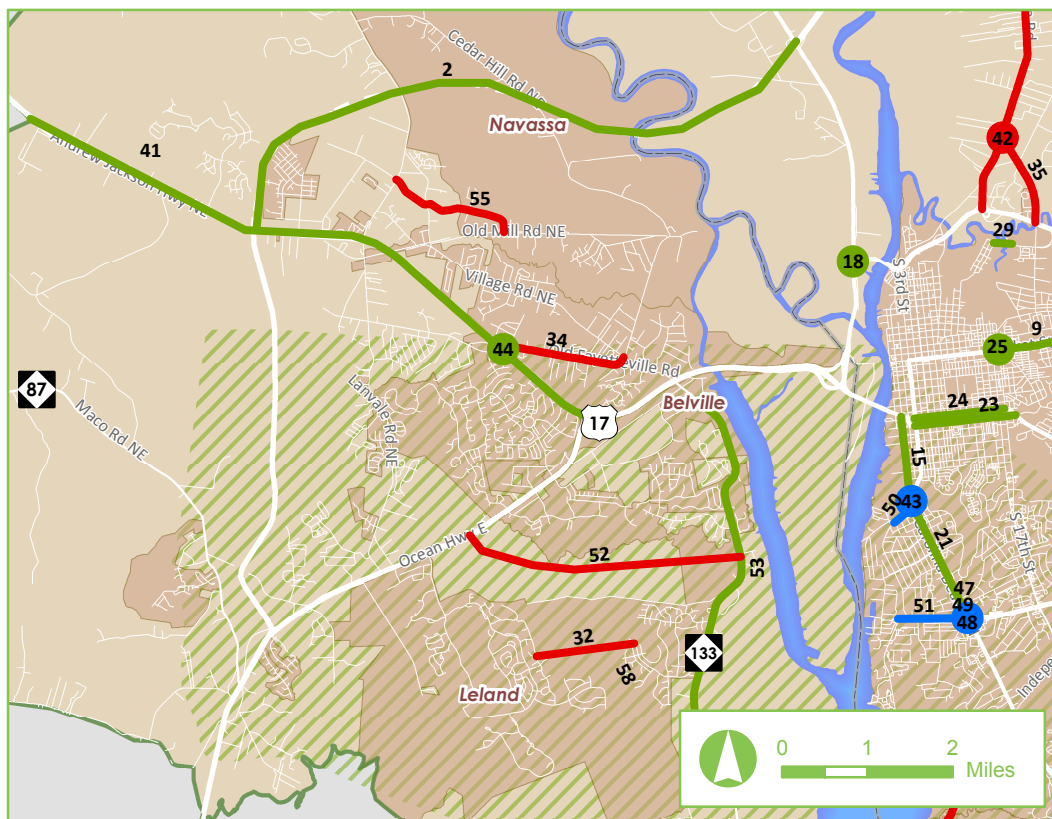 Rd
Cedar Hill Rd N
2
Navassa
42
41
35
Andrew Jackson Hwy NE
55
Old Mill Rd NE
29
18
S 3rd St
Village Rd NE
9
34
44
25
Old Fayetteville Rd
87
Lanvale Rd NE
Belville
24
23
17
Maco Rd NE
15
43
50
S 17th St
21
Ocean Hwy E
52
53
47
51
49
48
32
133
58
Leland
Indepe
0 1 2
Miles